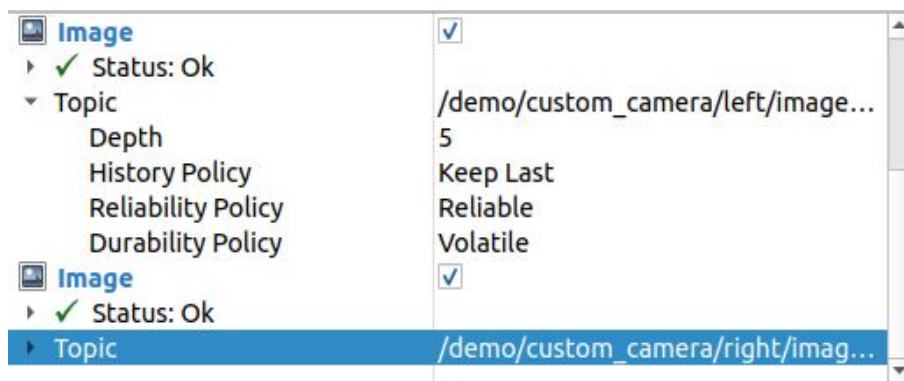 Image
Status: Ok
Topic /demo/custom_camera/left/image...
Depth 5
History Policy Keep Last
Reliability Policy Reliable
Durability Policy Volatile
Image
Status: Ok
Topic /demo/custom_camera/right/imag...